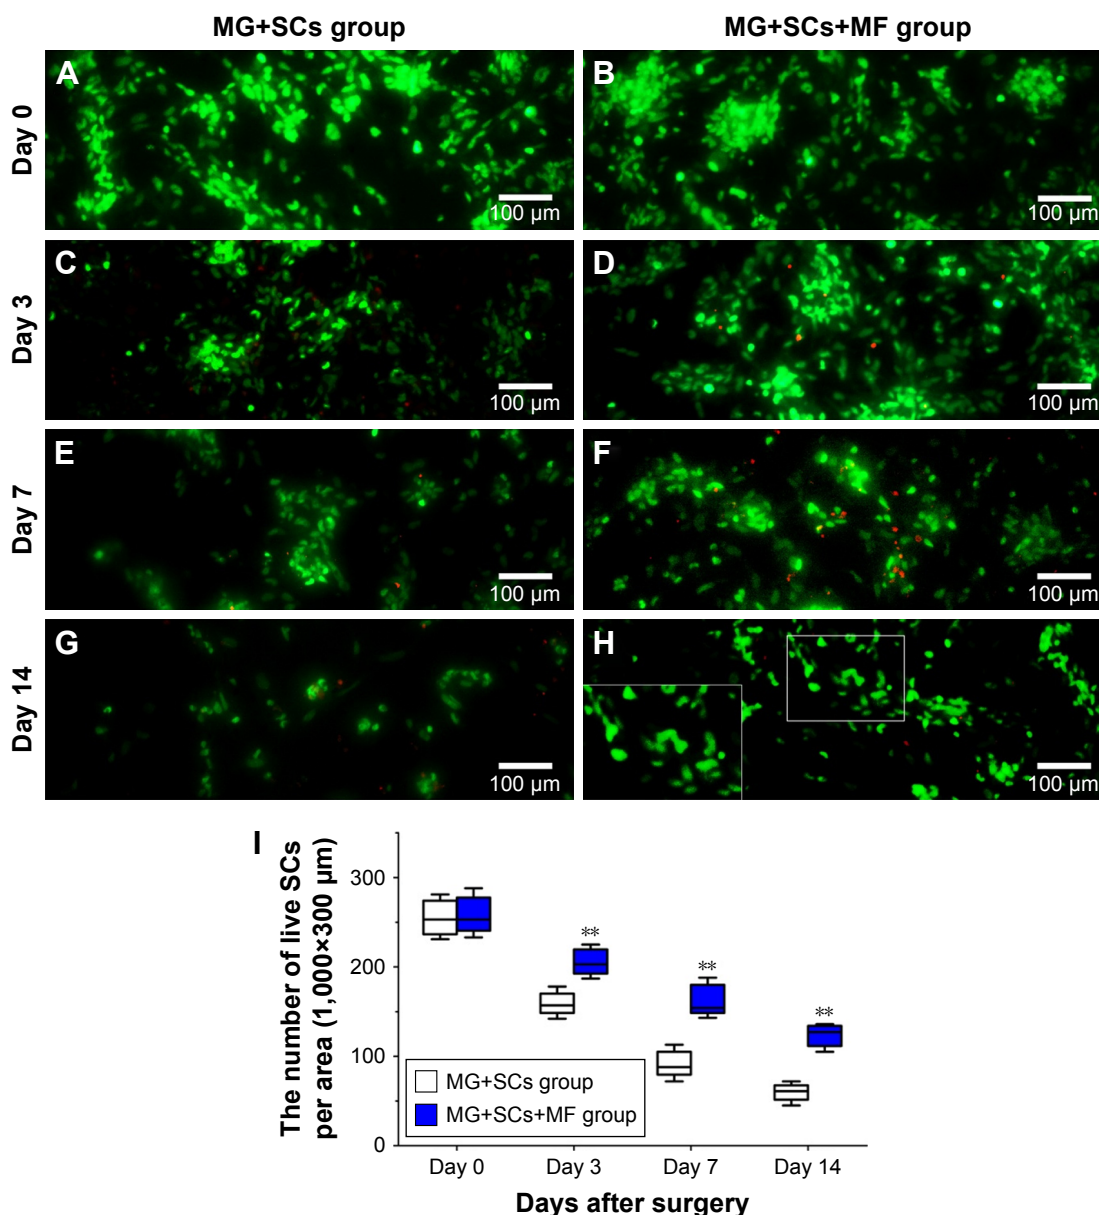 MG+SCs group
MG+SCs+MF group
Day 0
A
100 µm
B
100 µm
Day 3
C
100 µm
D
100 µm
Day 7
E
100 µm
F
100 µm
Day 14
G
100 µm
H
100 µm
I
The number of live SCs
per area (1,000×300 µm)
300
200
100
0
**
**
**
MG+SCs group
MG+SCs+MF group
Day 0
Day 3
Day 7
Day 14
Days after surgery